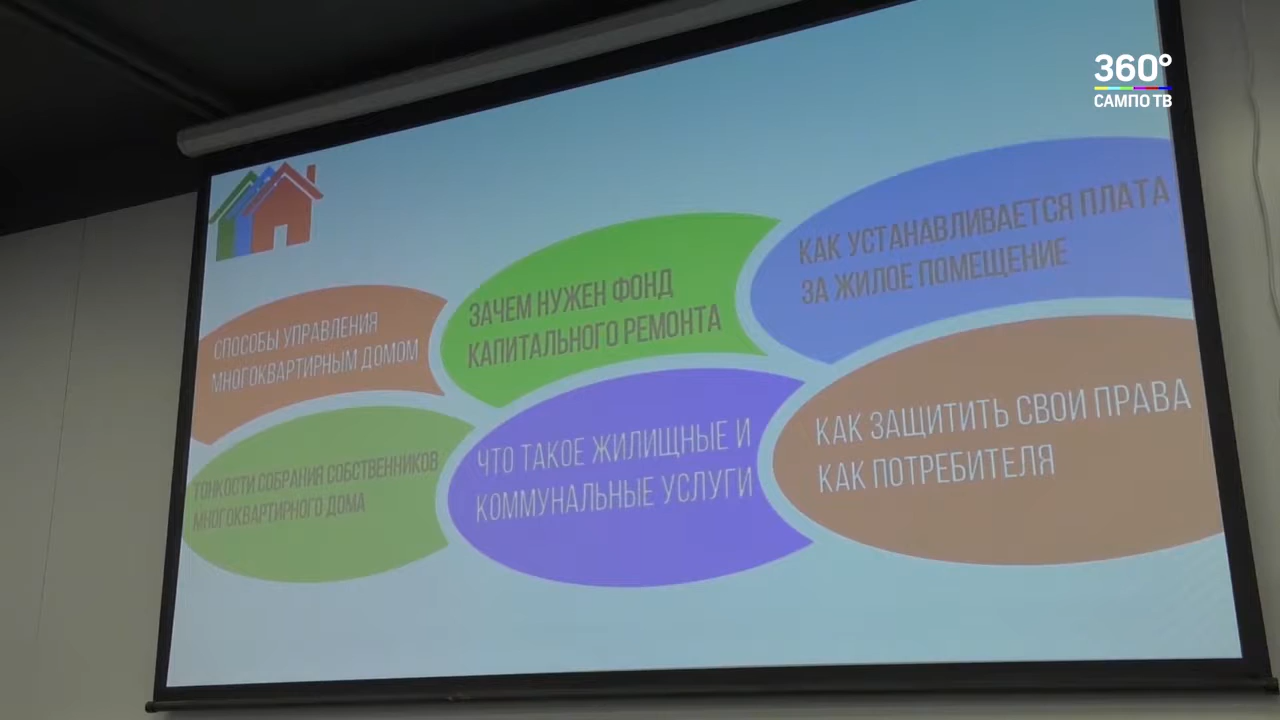 360°
САМПО ТВ
СПОСОБЫ УПРАВЛЕНИЯ
МНОГОКВАРТИРНЫМ ДОМОМ
ЗАЧЕМ НУЖЕН ФОНД
КАПИТАЛЬНОГО РЕМОНТА
КАК УСТАНАВЛИВАЕТСЯ ПЛАТА
ЗА ЖИЛОЕ ПОМЕЩЕНИЕ
ТОНКОСТИ СОБРАНИЯ СОБСТВЕННИКОВ
МНОГОКВАРТИРНОГО ДОМА
ЧТО ТАКОЕ ЖИЛИЩНЫЕ И
КОММУНАЛЬНЫЕ УСЛУГИ
КАК ЗАЩИТИТЬ СВОИ ПРАВА
КАК ПОТРЕБИТЕЛЯ